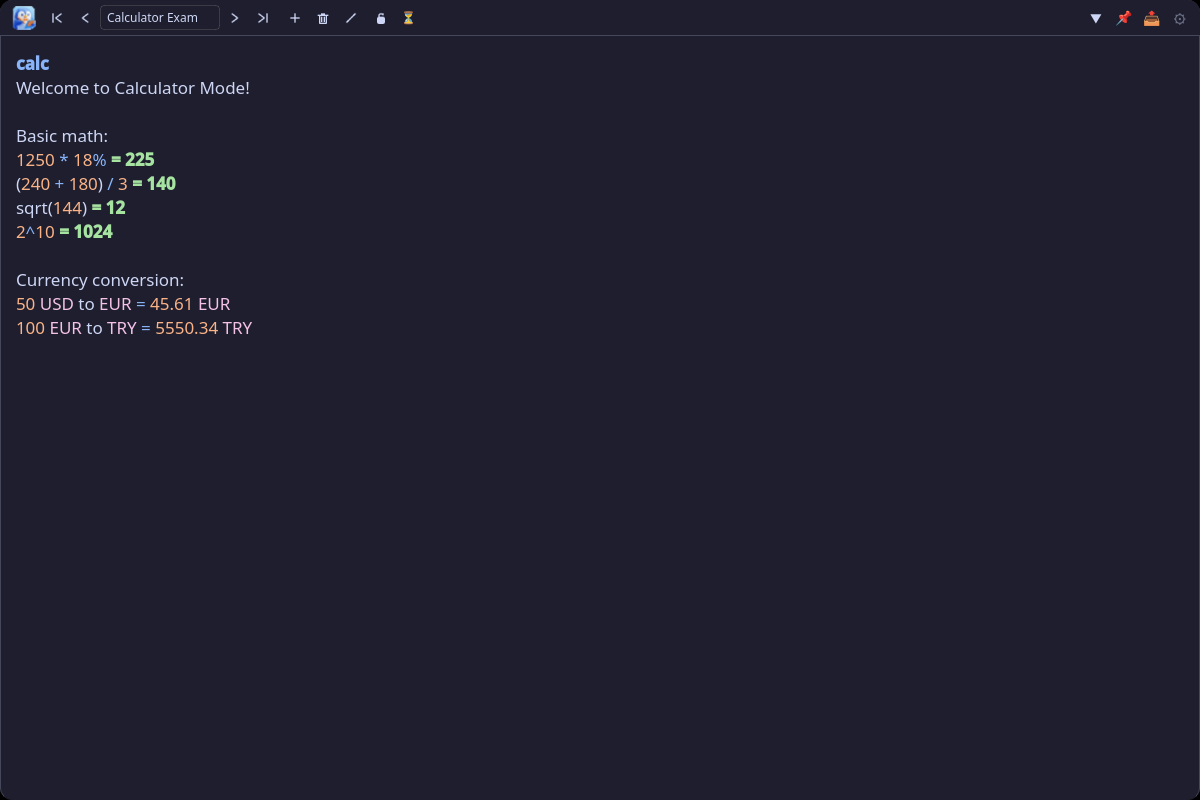 Calculator Exam
calc
Welcome to Calculator Mode!
Basic math:
1250 * 18% = 225
(240 + 180) / 3 = 140
sqrt(144) = 12
2^10 = 1024
Currency conversion:
50 USD to EUR = 45.61 EUR
100 EUR to TRY = 5550.34 TRY